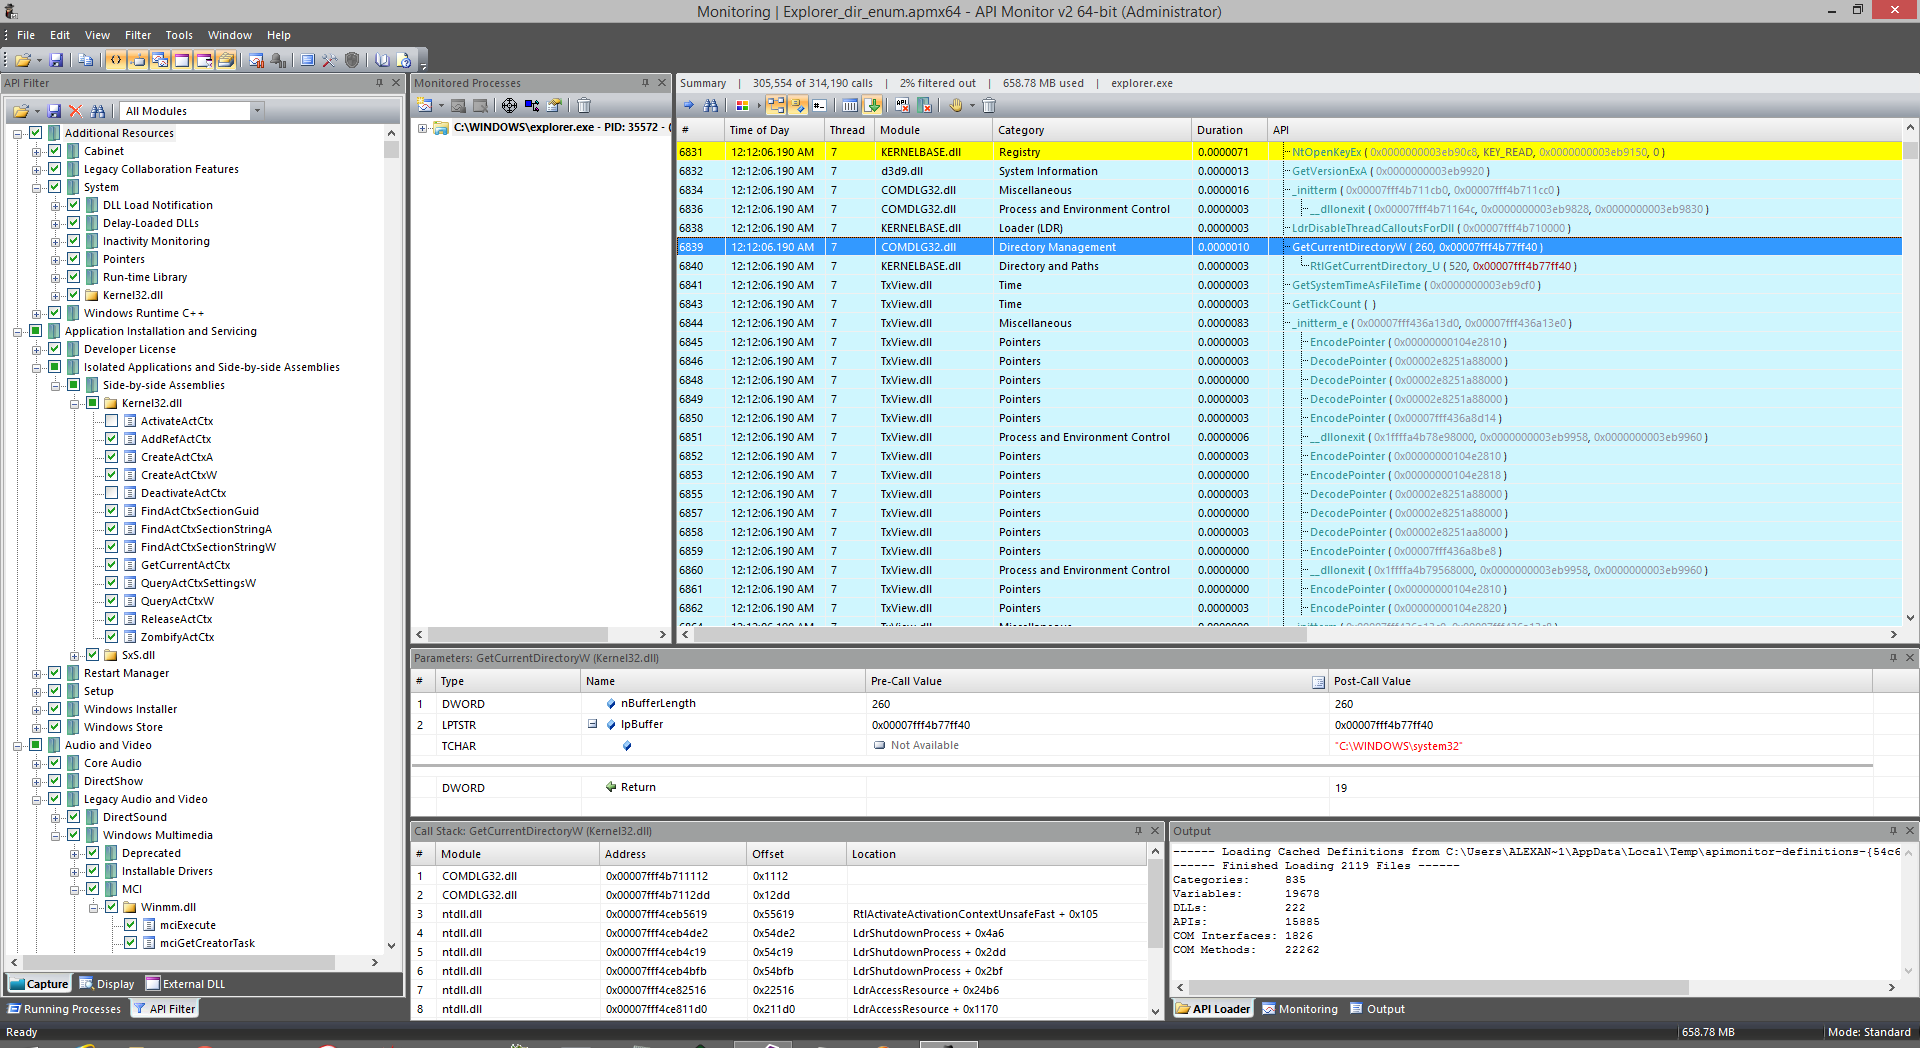 Monitoring | Explorer_dir_enum.apmx64 - API Monitor v2 64-bit (Administrator)
File Edit View Filter Tools Window Help
API Filter
All Modules
Additional Resources
Cabinet
Legacy Collaboration Features
System
DLL Load Notification
Delay-Loaded DLLs
Inactivity Monitoring
Pointers
Run-time Library
Kernel32.dll
Windows Runtime C++
Application Installation and Servicing
Developer License
Isolated Applications and Side-by-side Assemblies
Side-by-side Assemblies
Kernel32.dll
ActivateActCtx
AddRefActCtx
CreateActCtxA
CreateActCtxW
DeactivateActCtx
FindActCtxSectionGuid
FindActCtxSectionStringA
FindActCtxSectionStringW
GetCurrentActCtx
QueryActCtxSettingsW
QueryActCtxW
ReleaseActCtx
ZombifyActCtx
SxS.dll
Restart Manager
Setup
Windows Installer
Windows Store
Audio and Video
Core Audio
DirectShow
Legacy Audio and Video
DirectSound
Windows Multimedia
Deprecated
Installable Drivers
MCI
Winmm.dll
mciExecute
mciGetCreatorTask
Capture Display External DLL
Running Processes API Filter
Monitored Processes
C:\WINDOWS\explorer.exe - PID: 35572 - (
Summary | 305,554 of 314,190 calls | 2% filtered out | 658.78 MB used | explorer.exe
# Time of Day Thread Module Category Duration API
6831 12:12:06.190 AM 7 KERNELBASE.dll Registry 0.0000071 NtOpenKeyEx ( 0x0000000003eb90c8, KEY_READ, 0x0000000003eb9150, 0 )
6832 12:12:06.190 AM 7 d3d9.dll System Information 0.0000013 GetVersionExA ( 0x0000000003eb9920 )
6834 12:12:06.190 AM 7 COMDLG32.dll Miscellaneous 0.0000016 _initterm ( 0x00007fff4b711cb0, 0x00007fff4b711cc0 )
6836 12:12:06.190 AM 7 COMDLG32.dll Process and Environment Control 0.0000003 __dllonexit ( 0x00007fff4b71164c, 0x0000000003eb9828, 0x0000000003eb9830 )
6838 12:12:06.190 AM 7 KERNELBASE.dll Loader (LDR) 0.0000003 LdrDisableThreadCalloutsForDll ( 0x00007fff4b710000 )
6839 12:12:06.190 AM 7 COMDLG32.dll Directory Management 0.0000010 GetCurrentDirectoryW ( 260, 0x00007fff4b77ff40 )
6840 12:12:06.190 AM 7 KERNELBASE.dll Directory and Paths 0.0000003 RtlGetCurrentDirectory_U ( 520, 0x00007fff4b77ff40 )
6841 12:12:06.190 AM 7 TxView.dll Time 0.0000003 GetSystemTimeAsFileTime ( 0x0000000003eb9cf0 )
6843 12:12:06.190 AM 7 TxView.dll Time 0.0000003 GetTickCount ( )
6844 12:12:06.190 AM 7 TxView.dll Miscellaneous 0.0000083 _initterm_e ( 0x00007fff436a13d0, 0x00007fff436a13e0 )
6845 12:12:06.190 AM 7 TxView.dll Pointers 0.0000003 EncodePointer ( 0x00000000104e2810 )
6846 12:12:06.190 AM 7 TxView.dll Pointers 0.0000003 DecodePointer ( 0x00002e8251a88000 )
6848 12:12:06.190 AM 7 TxView.dll Pointers 0.0000000 DecodePointer ( 0x00002e8251a88000 )
6849 12:12:06.190 AM 7 TxView.dll Pointers 0.0000003 DecodePointer ( 0x00002e8251a88000 )
6850 12:12:06.190 AM 7 TxView.dll Pointers 0.0000003 EncodePointer ( 0x00007fff436a8d14 )
6851 12:12:06.190 AM 7 TxView.dll Process and Environment Control 0.0000006 __dllonexit ( 0x1ffffa4b78e98000, 0x0000000003eb9958, 0x0000000003eb9960 )
6852 12:12:06.190 AM 7 TxView.dll Pointers 0.0000003 EncodePointer ( 0x00000000104e2810 )
6853 12:12:06.190 AM 7 TxView.dll Pointers 0.0000000 EncodePointer ( 0x00000000104e2818 )
6855 12:12:06.190 AM 7 TxView.dll Pointers 0.0000003 DecodePointer ( 0x00002e8251a88000 )
6857 12:12:06.190 AM 7 TxView.dll Pointers 0.0000000 DecodePointer ( 0x00002e8251a88000 )
6858 12:12:06.190 AM 7 TxView.dll Pointers 0.0000003 DecodePointer ( 0x00002e8251aa8000 )
6859 12:12:06.190 AM 7 TxView.dll Pointers 0.0000000 EncodePointer ( 0x00007fff436a8be8 )
6860 12:12:06.190 AM 7 TxView.dll Process and Environment Control 0.0000000 __dllonexit ( 0x1ffffa4b79568000, 0x0000000003eb9958, 0x0000000003eb9960 )
6861 12:12:06.190 AM 7 TxView.dll Pointers 0.0000000 EncodePointer ( 0x00000000104e2810 )
6862 12:12:06.190 AM 7 TxView.dll Pointers 0.0000003 EncodePointer ( 0x00000000104e2820 )
Parameters: GetCurrentDirectoryW (Kernel32.dll)
# Type Name Pre-Call Value Post-Call Value
1 DWORD nBufferLength 260 260
2 LPTSTR lpBuffer 0x00007fff4b77ff40 0x00007fff4b77ff40
TCHAR Not Available "C:\WINDOWS\system32"
DWORD Return 19
Call Stack: GetCurrentDirectoryW (Kernel32.dll)
# Module Address Offset Location
1 COMDLG32.dll 0x00007fff4b711112 0x1112
2 COMDLG32.dll 0x00007fff4b7112dd 0x12dd
3 ntdll.dll 0x00007fff4ceb5619 0x55619 RtlActivateActivationContextUnsafeFast + 0x105
4 ntdll.dll 0x00007fff4ceb4de2 0x54de2 LdrShutdownProcess + 0x4a6
5 ntdll.dll 0x00007fff4ceb4c19 0x54c19 LdrShutdownProcess + 0x2dd
6 ntdll.dll 0x00007fff4ceb4bfb 0x54bfb LdrShutdownProcess + 0x2bf
7 ntdll.dll 0x00007fff4ce82516 0x22516 LdrAccessResource + 0x24b6
8 ntdll.dll 0x00007fff4ce811d0 0x211d0 LdrAccessResource + 0x1170
Output
------ Loading Cached Definitions from C:\Users\ALEXAN~1\AppData\Local\Temp\apimonitor-definitions-{54c6
------ Finished Loading 2119 Files ------
Categories: 835
Variables: 19678
DLLs: 222
APIs: 15885
COM Interfaces: 1826
COM Methods: 22262
API Loader Monitoring Output
Ready 658.78 MB Mode: Standard